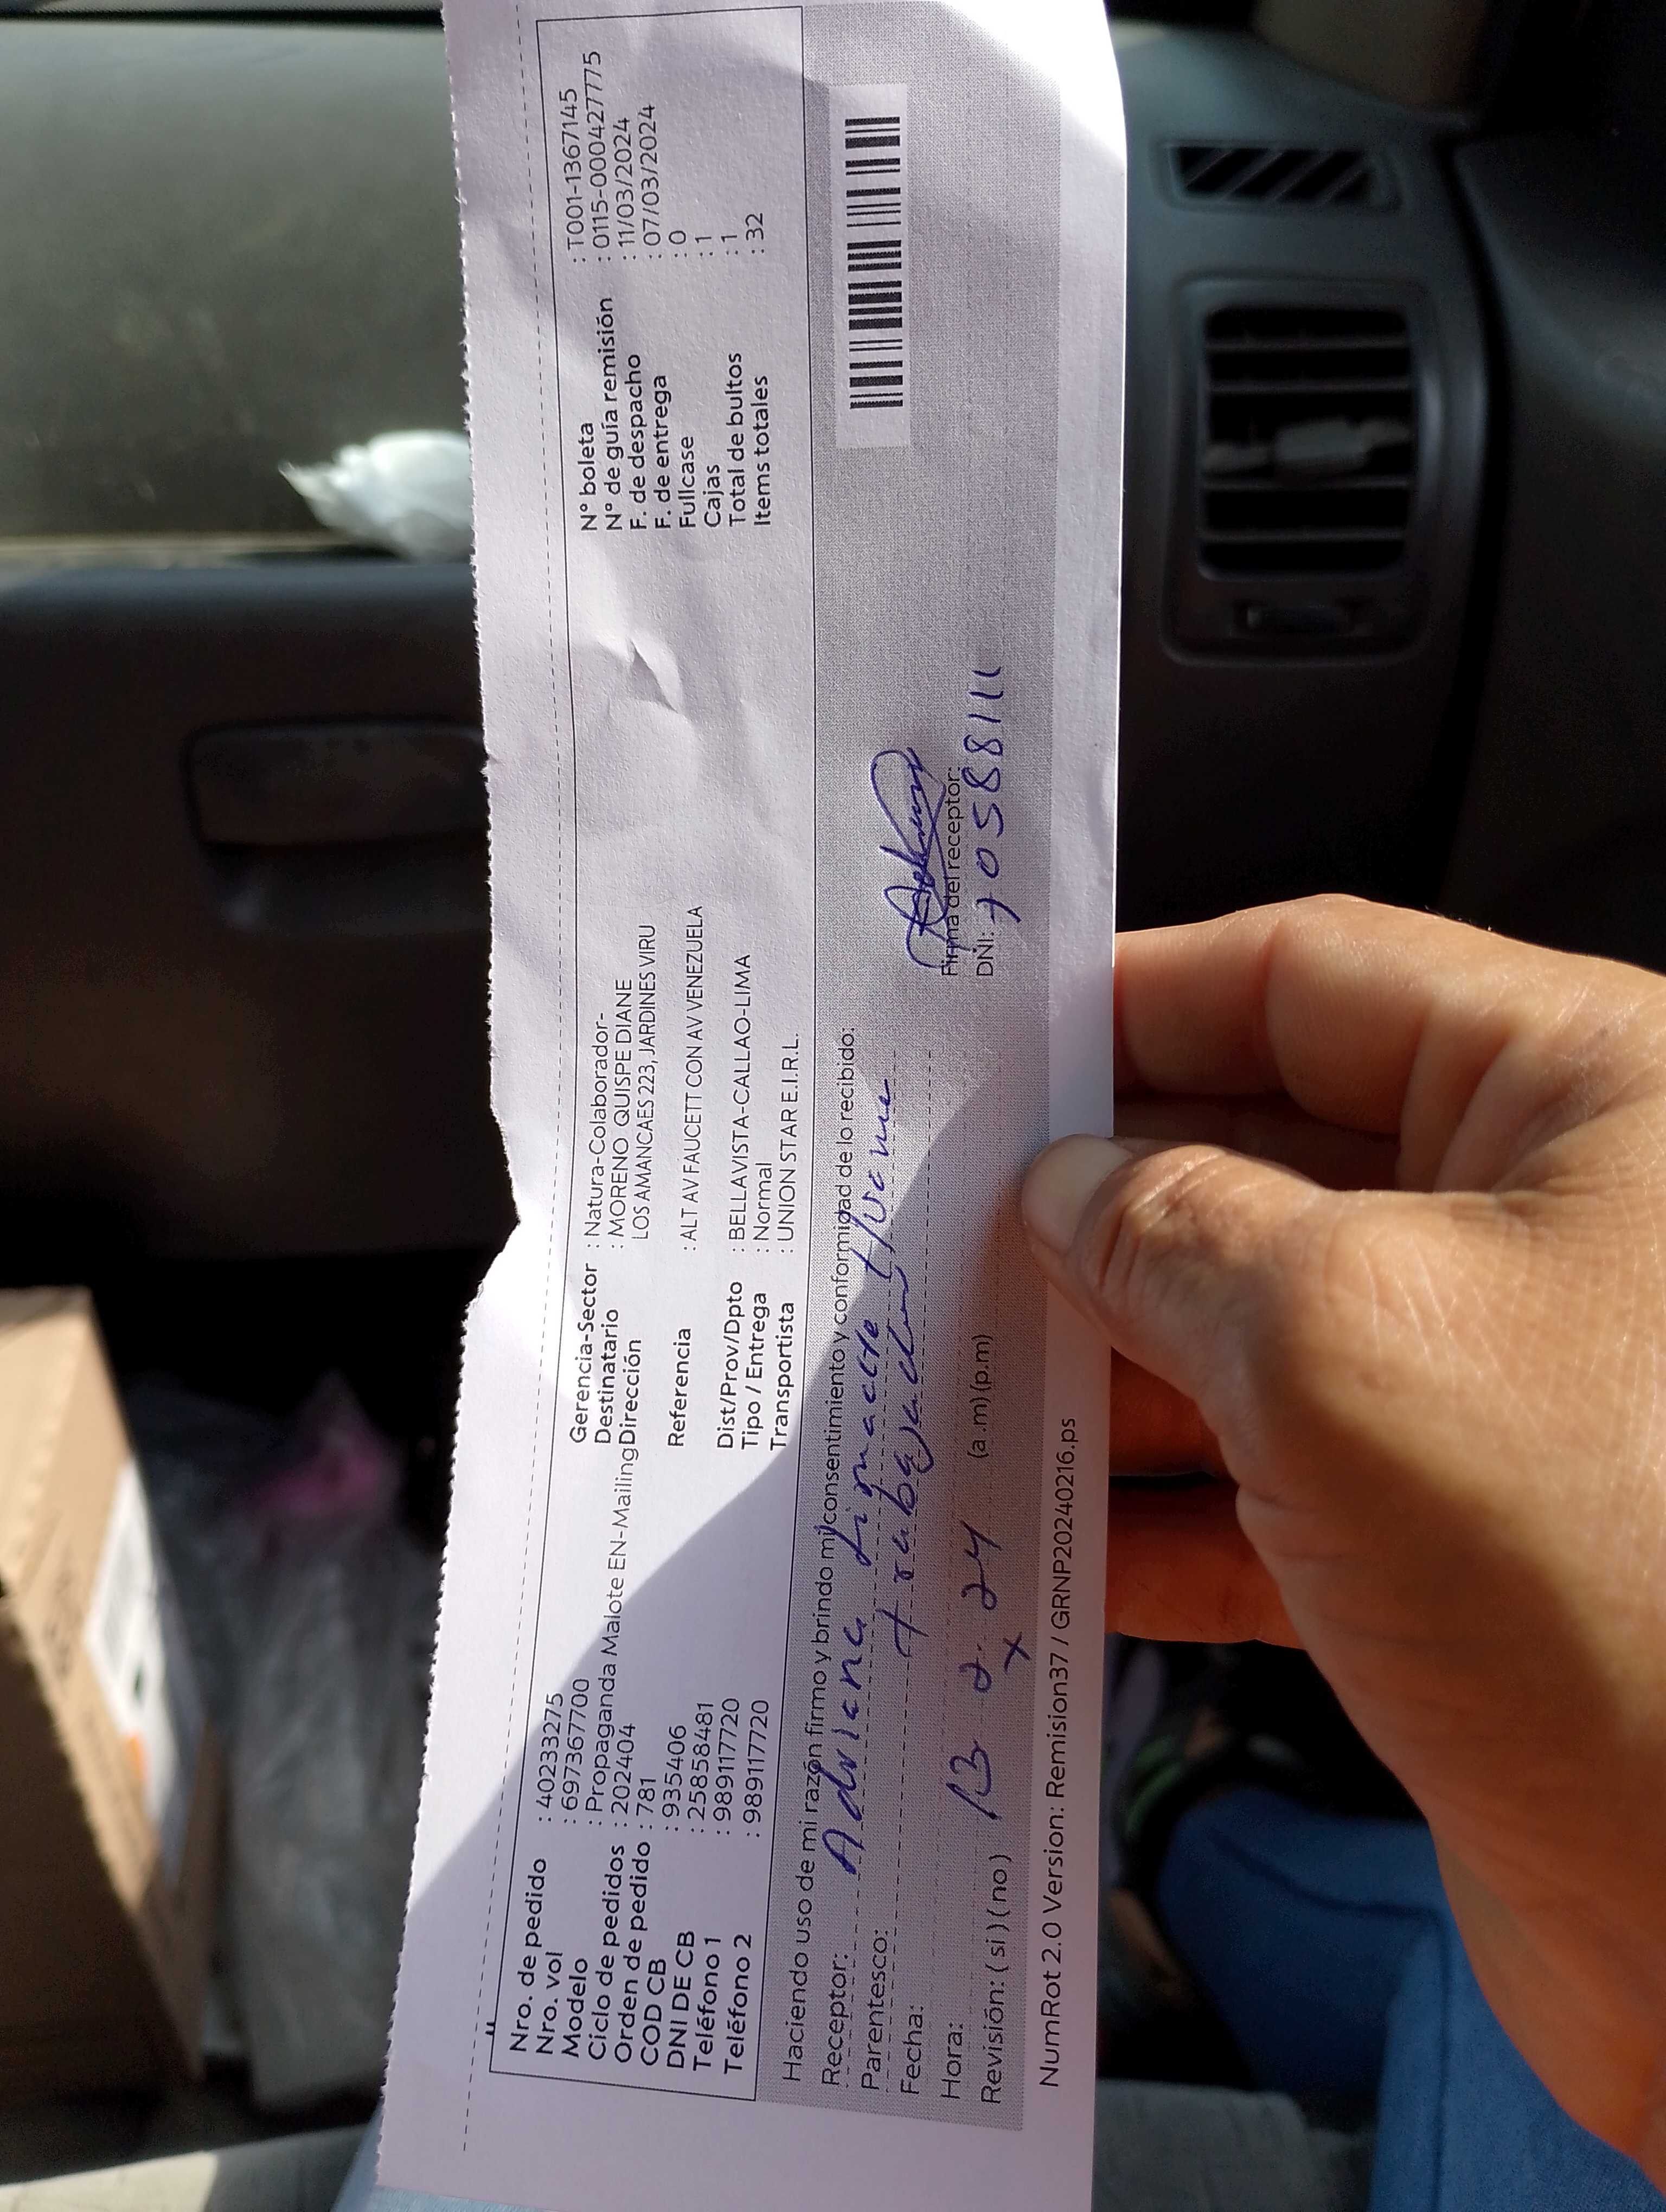 Nro. de pedido : 40233275
Nro. vol : 697367700
Modelo : Propaganda Malote EN-Mailing
Ciclo de pedidos : 202404
Orden de pedido : 781
COD CB : 935406
DNI DE CB : 25858481
Teléfono 1 : 989117720
Teléfono 2 : 989117720
Gerencia-Sector : Natura-Colaborador-
Destinatario : MORENO QUISPE DIANE
Dirección LOS AMANCAES 223, JARDINES VIRU
Referencia : ALT AV FAUCETT CON AV VENEZUELA
Dist/Prov/Dpto : BELLAVISTA-CALLAO-LIMA
Tipo / Entrega : Normal
Transportista : UNION STAR E.I.R.L.
N° boleta : T001-1367145
N° de guía remisión : 0115-0000427775
F. de despacho : 11/03/2024
F. de entrega : 07/03/2024
Fullcase : 0
Cajas : 1
Total de bultos : 1
Items totales : 32
Haciendo uso de mi razón firmo y brindo mi consentimiento y conformidad de lo recibido:
Receptor: Adriana
Parentesco:
Fecha:
Hora: 13 2 24 (a .m) (p.m)
Revisión: ( si ) ( no ) x
Firma del receptor:
DNI: 70588111
NumRot 2.0 Version: Remision37 / GRNP20240216.ps